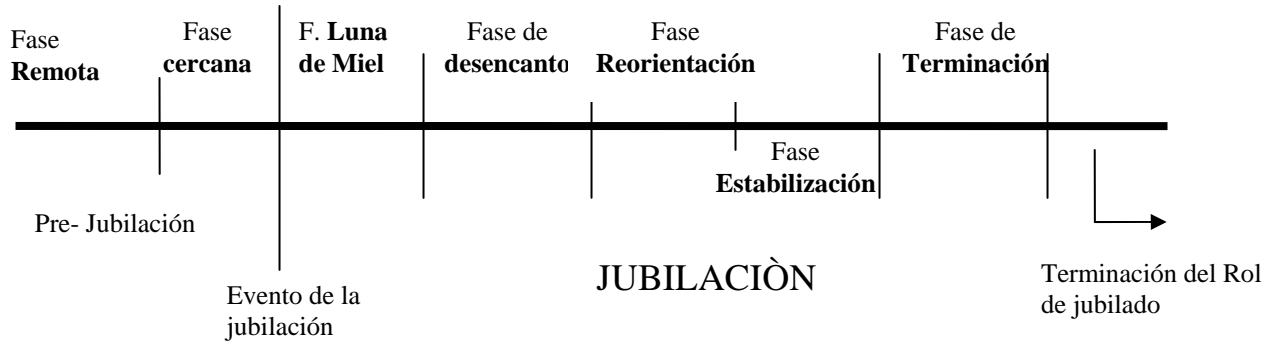 Fase
Remota
Fase
cercana
F. Luna
de Miel
Fase de
desencanto
Fase
Reorientación
Fase
Estabilización
Fase de
Terminación
Pre- Jubilación
Evento de la
jubilación
JUBILACIÒN
Terminación del Rol
de jubilado